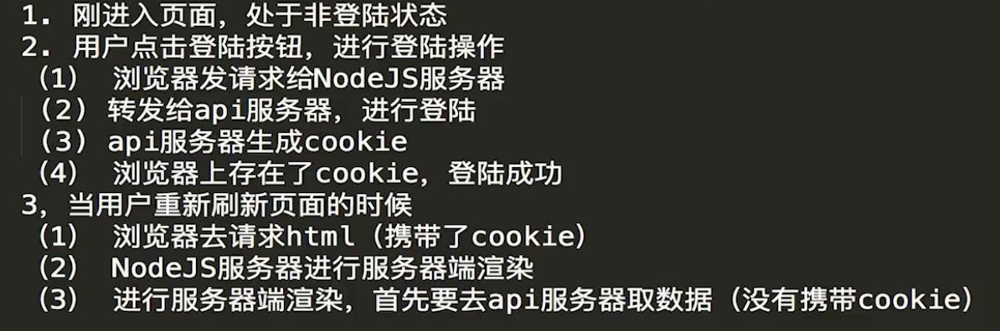 1. 刚进入页面，处于非登陆状态
2. 用户点击登陆按钮，进行登陆操作
（1） 浏览器发请求给NodeJS服务器
（2）转发给api服务器，进行登陆
（3）api服务器生成cookie
（4） 浏览器上存在了cookie，登陆成功
3，当用户重新刷新页面的时候
（1） 浏览器去请求html（携带了cookie）
（2） NodeJS服务器进行服务器端渲染
（3） 进行服务器端渲染，首先要去api服务器取数据（没有携带cookie）